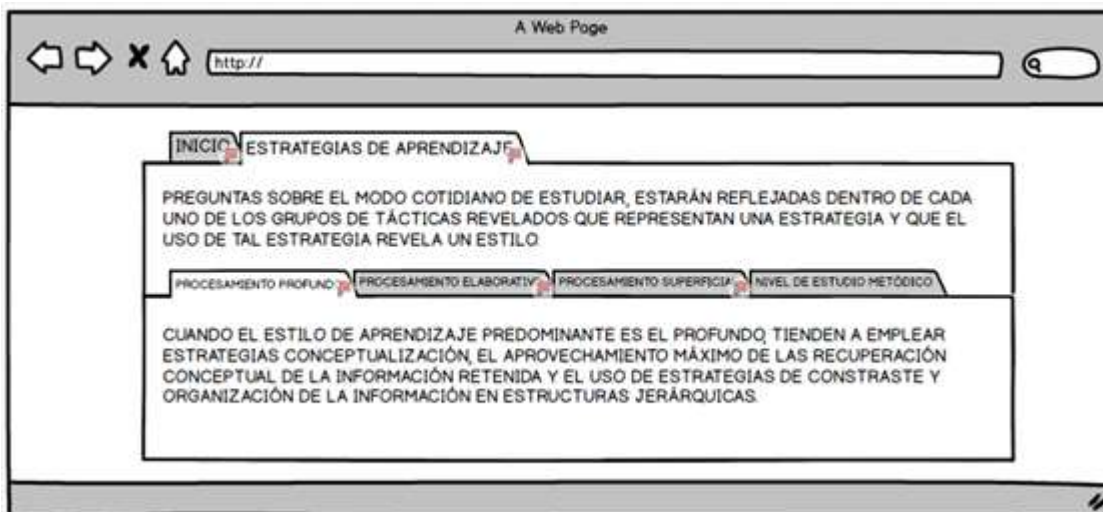 A Web Page
http://
INICIO ESTRATEGIAS DE APRENDIZAJE
PREGUNTAS SOBRE EL MODO COTIDIANO DE ESTUDIAR, ESTARÁN REFLEJADAS DENTRO DE CADA
UNO DE LOS GRUPOS DE TÁCTICAS REVELADOS QUE REPRESENTAN UNA ESTRATEGIA Y QUE EL
USO DE TAL ESTRATEGIA REVELA UN ESTILO.
PROCESAMIENTO PROFUNDO PROCESAMIENTO ELABORATIV PROCESAMIENTO SUPERFICIA NIVEL DE ESTUDIO METÓDICO
CUANDO EL ESTILO DE APRENDIZAJE PREDOMINANTE ES EL PROFUNDO, TIENDEN A EMPLEAR
ESTRATEGIAS CONCEPTUALIZACIÓN, EL APROVECHAMIENTO MÁXIMO DE LAS RECUPERACIÓN
CONCEPTUAL DE LA INFORMACIÓN RETENIDA Y EL USO DE ESTRATEGIAS DE CONSTRASTE Y
ORGANIZACIÓN DE LA INFORMACIÓN EN ESTRUCTURAS JERÁRQUICAS.